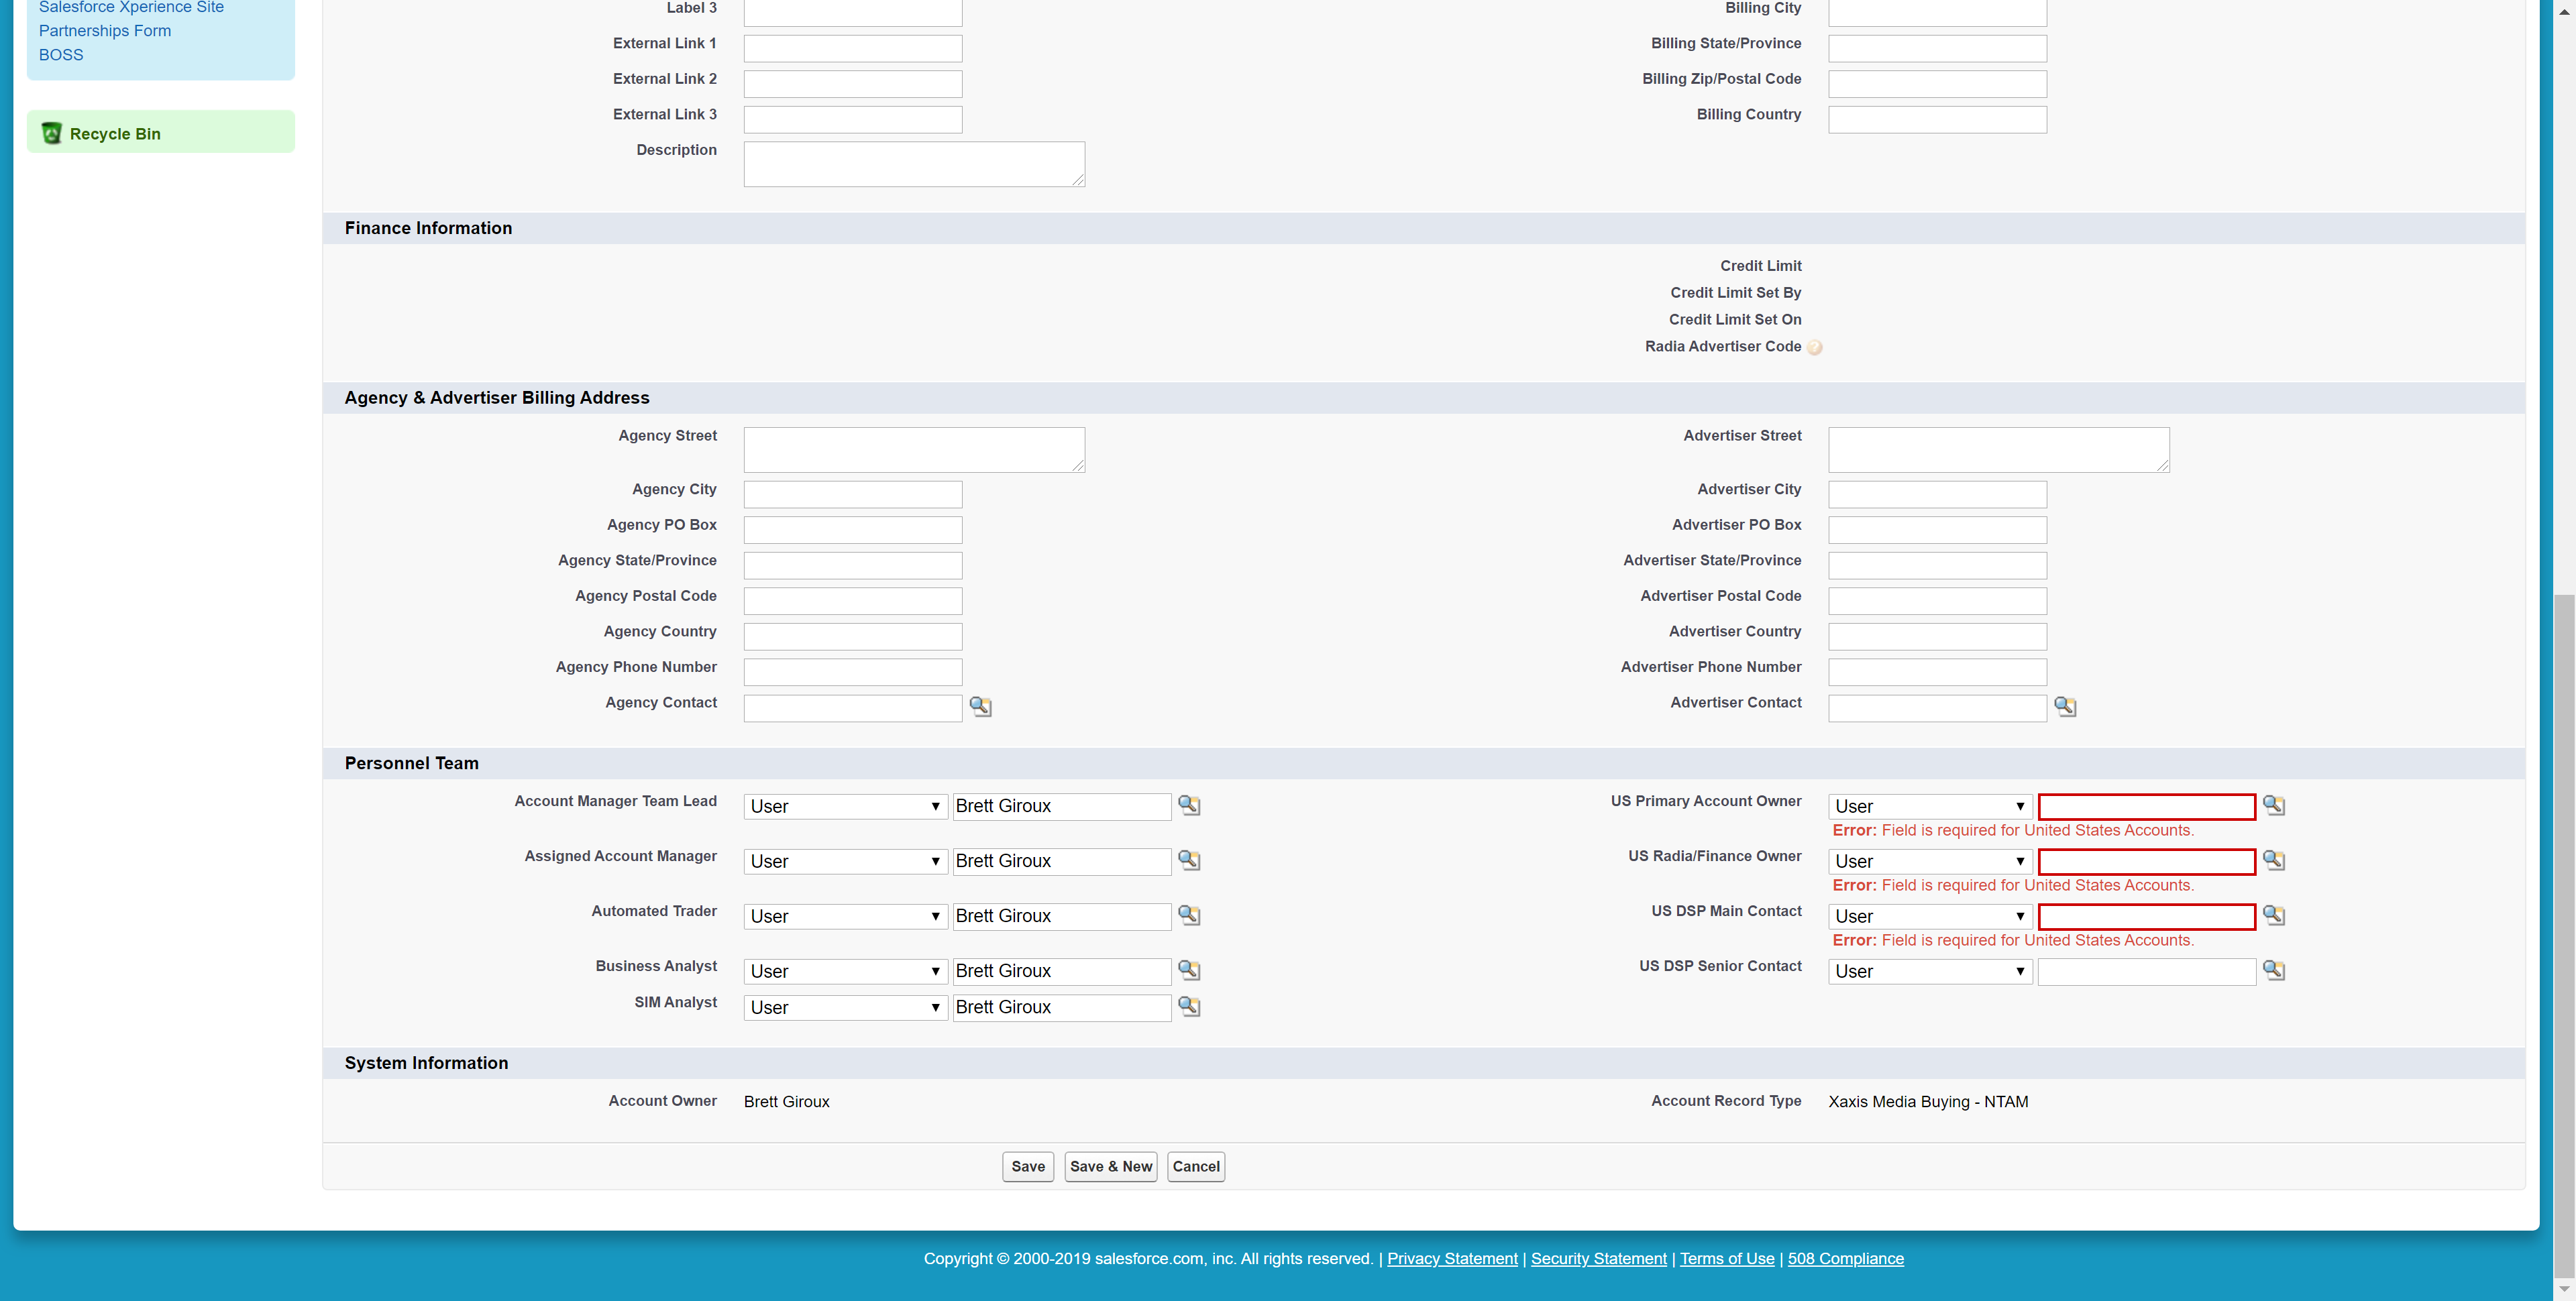 Salesforce Xperience Site
Partnerships Form
BOSS
Recycle Bin
Label 3
Billing City
External Link 1
Billing State/Province
External Link 2
Billing Zip/Postal Code
External Link 3
Billing Country
Description
Finance Information
Credit Limit
Credit Limit Set By
Credit Limit Set On
Radia Advertiser Code ?
Agency & Advertiser Billing Address
Agency Street
Advertiser Street
Agency City
Advertiser City
Agency PO Box
Advertiser PO Box
Agency State/Province
Advertiser State/Province
Agency Postal Code
Advertiser Postal Code
Agency Country
Advertiser Country
Agency Phone Number
Advertiser Phone Number
Agency Contact
Advertiser Contact
Personnel Team
Account Manager Team Lead User Brett Giroux
US Primary Account Owner User
Error: Field is required for United States Accounts.
Assigned Account Manager User Brett Giroux
US Radia/Finance Owner User
Error: Field is required for United States Accounts.
Automated Trader User Brett Giroux
US DSP Main Contact User
Error: Field is required for United States Accounts.
Business Analyst User Brett Giroux
US DSP Senior Contact User
SIM Analyst User Brett Giroux
System Information
Account Owner Brett Giroux
Account Record Type Xaxis Media Buying - NTAM
Save Save & New Cancel
Copyright © 2000-2019 salesforce.com, inc. All rights reserved. | Privacy Statement | Security Statement | Terms of Use | 508 Compliance